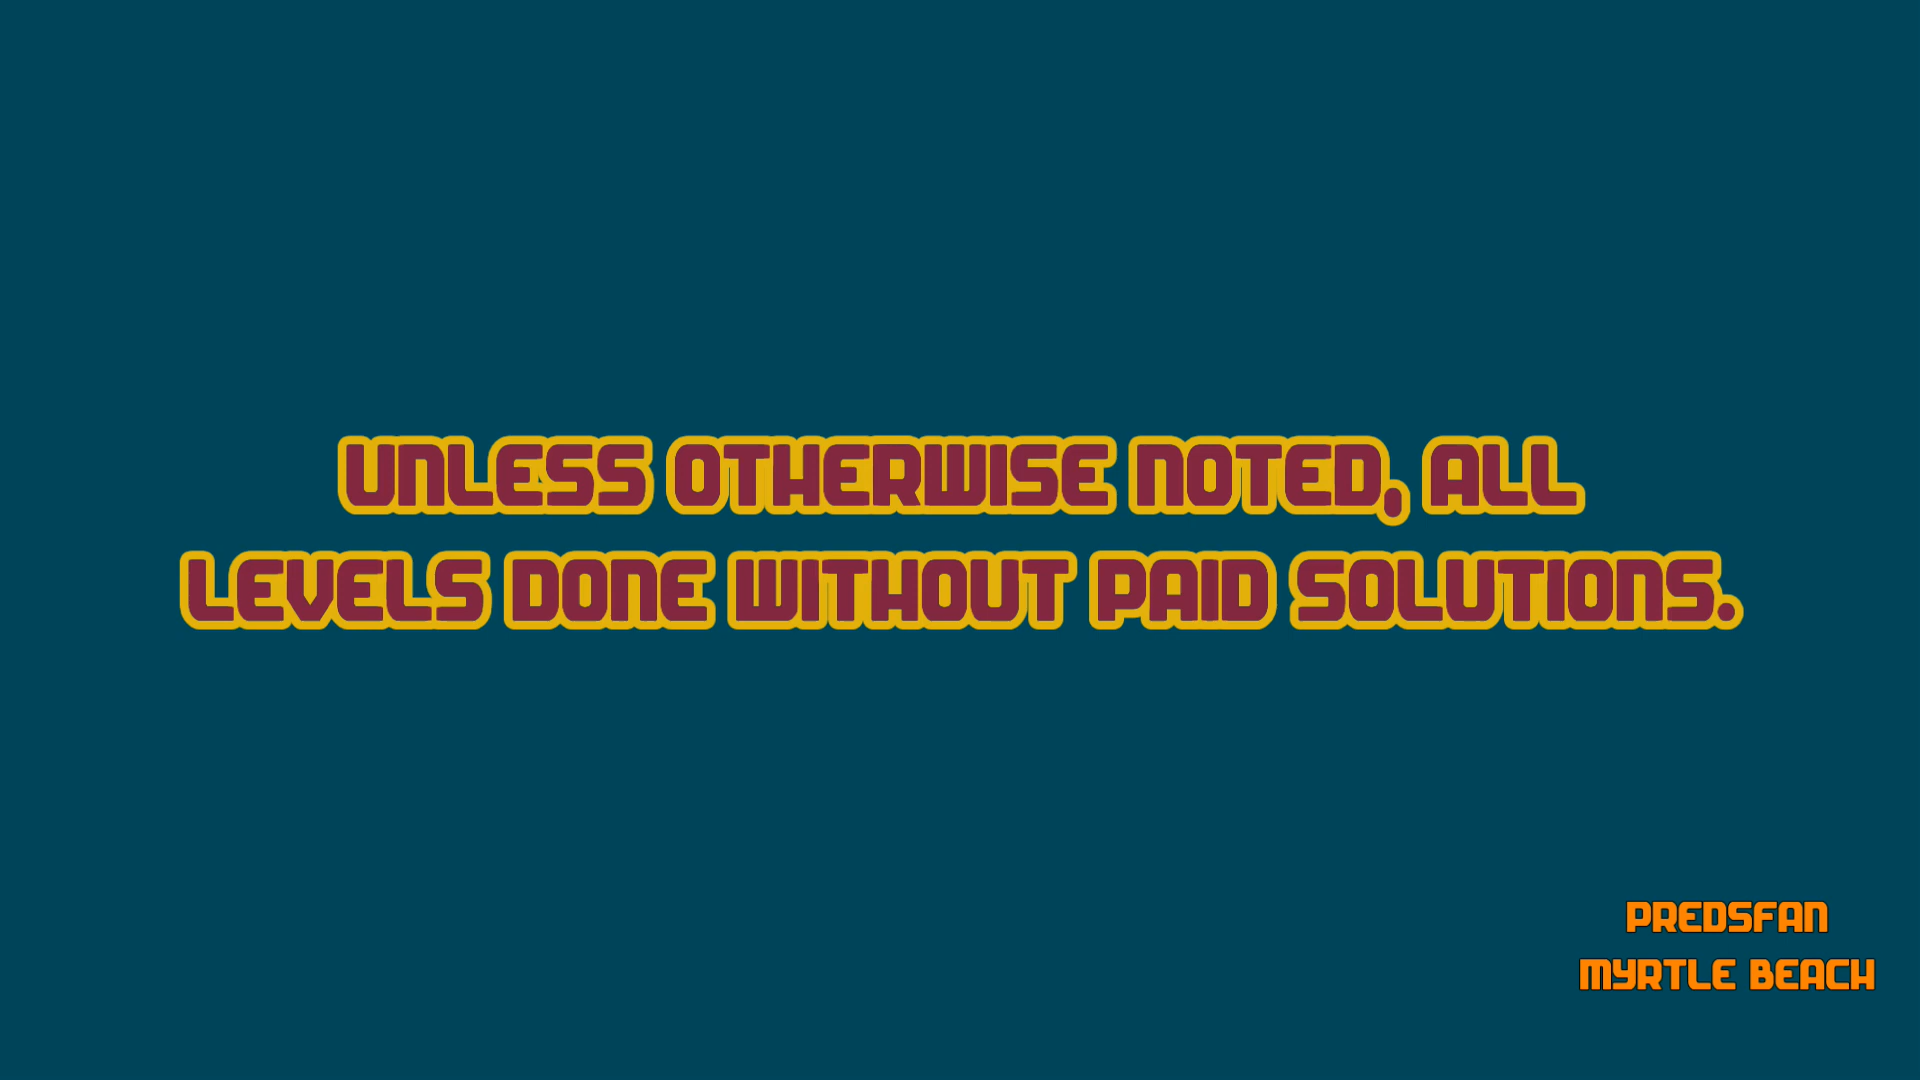 UNLESS OTHERWISE NOTED, ALL
LEVELS DONE WITHOUT PAID SOLUTIONS.
PREDSFAN
MYRTLE BEACH